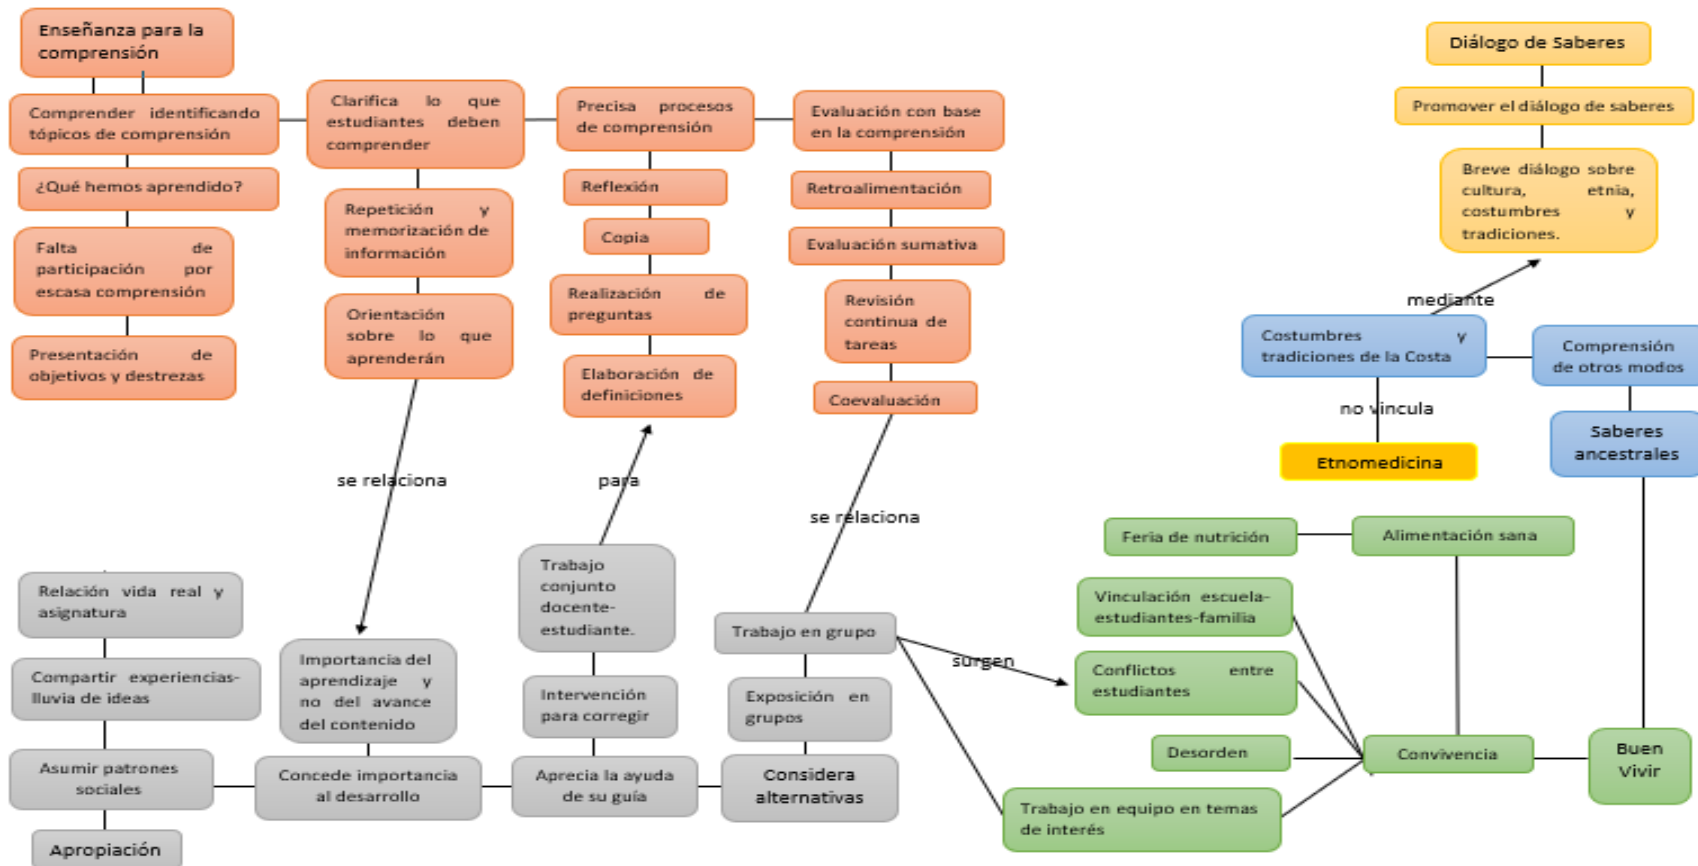 Enseñanza para la
comprensión
Comprender identificando
tópicos de comprensión
¿Qué hemos aprendido?
Falta de
participación por
escasa comprensión
Presentación de
objetivos y destrezas
Clarifica lo que
estudiantes deben
comprender
Repetición y
memorización de
información
Orientación
sobre lo que
aprenderán
Precisa procesos
de comprensión
Reflexión
Copia
Realización de
preguntas
Elaboración de
definiciones
Evaluación con base
en la comprensión
Retroalimentación
Evaluación sumativa
Revisión
continua de
tareas
Coevaluación
se relaciona
para
se relaciona
Relación vida real y
asignatura
Compartir experiencias-
lluvia de ideas
Asumir patrones
sociales
Apropiación
Importancia del
aprendizaje y
no del avance
del contenido
Concede importancia
al desarrollo
Trabajo
conjunto
docente-
estudiante.
Intervención
para corregir
Aprecia la ayuda
de su guía
Trabajo en grupo
Exposición en
grupos
Considera
alternativas
surgen
Diálogo de Saberes
Promover el diálogo de saberes
Breve diálogo sobre
cultura, etnia,
costumbres y
tradiciones.
mediante
Costumbres y
tradiciones de la Costa
Comprensión
de otros modos
no vincula
Etnomedicina
Saberes
ancestrales
Feria de nutrición
Alimentación sana
Vinculación escuela-
estudiantes-familia
Conflictos entre
estudiantes
Desorden
Convivencia
Buen
Vivir
Trabajo en equipo en temas
de interés